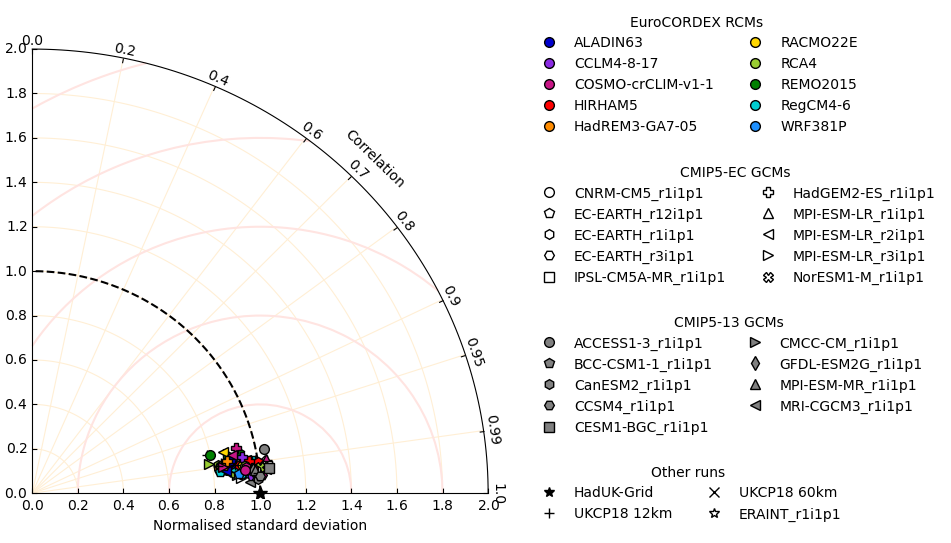 0.0
0.2
0.4
0.6
Correlation
0.7
0.8
0.9
0.95
0.99
1.0
2.0
1.8
1.6
1.4
1.2
1.0
0.8
0.6
0.4
0.2
0.0
0.0 0.2 0.4 0.6 0.8 1.0 1.2 1.4 1.6 1.8 2.0
Normalised standard deviation
EuroCORDEX RCMs
ALADIN63 RACMO22E
CCLM4-8-17 RCA4
COSMO-crCLIM-v1-1 REMO2015
HIRHAM5 RegCM4-6
HadREM3-GA7-05 WRF381P
CMIP5-EC GCMs
CNRM-CM5_r1i1p1 HadGEM2-ES_r1i1p1
EC-EARTH_r12i1p1 MPI-ESM-LR_r1i1p1
EC-EARTH_r1i1p1 MPI-ESM-LR_r2i1p1
EC-EARTH_r3i1p1 MPI-ESM-LR_r3i1p1
IPSL-CM5A-MR_r1i1p1 NorESM1-M_r1i1p1
CMIP5-13 GCMs
ACCESS1-3_r1i1p1 CMCC-CM_r1i1p1
BCC-CSM1-1_r1i1p1 GFDL-ESM2G_r1i1p1
CanESM2_r1i1p1 MPI-ESM-MR_r1i1p1
CCSM4_r1i1p1 MRI-CGCM3_r1i1p1
CESM1-BGC_r1i1p1
Other runs
HadUK-Grid UKCP18 60km
UKCP18 12km ERAINT_r1i1p1